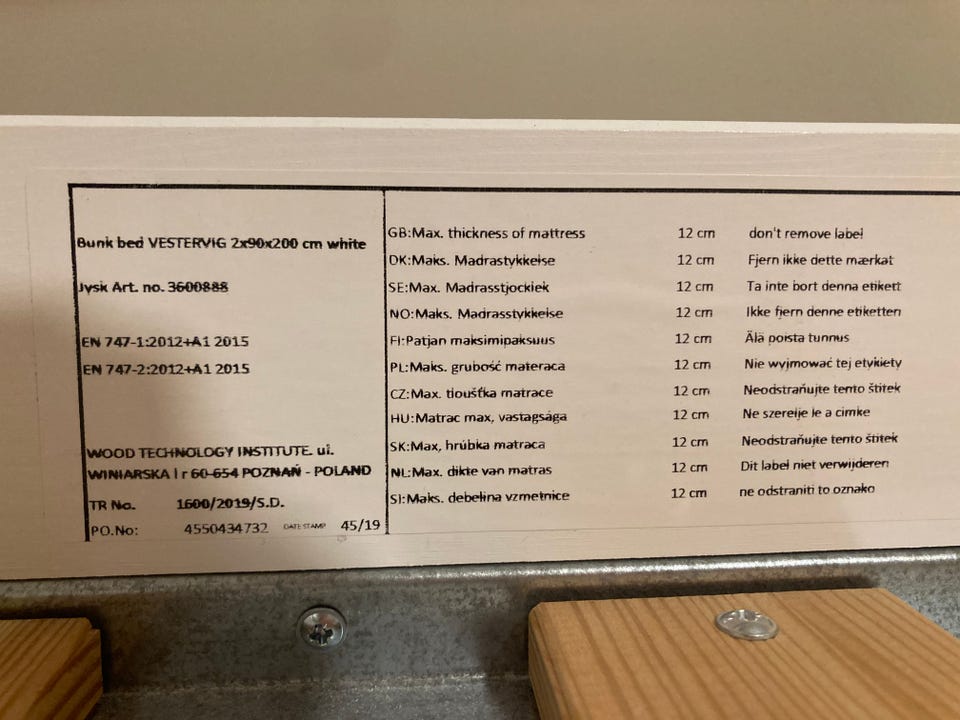 Bunk bed VESTERVIG 2x90x200 cm white
Jysk Art. no. 3600888
EN 747-1:2012+A1 2015
EN 747-2:2012+A1 2015
WOOD TECHNOLOGY INSTITUTE. ul.
WINIARSKA 1 r 60-654 POZNAŃ - POLAND
TR No. 1600/2019/S.D.
PO.No: 4550434732 DATE STAMP 45/19
GB:Max. thickness of mattress 12 cm don't remove label
DK:Maks. Madrastykkelse 12 cm Fjern ikke dette mærkat
SE:Max. Madrasstjocklek 12 cm Ta inte bort denna etikett
NO:Maks. Madrasstykkelse 12 cm Ikke fjern denne etiketten
FI:Patjan maksimipaksuus 12 cm Älä poista tunnus
PL:Maks. grubość materaca 12 cm Nie wyjmować tej etykiety
CZ:Max. tloušťka matrace 12 cm Neodstraňujte tento štítek
HU:Matrac max, vastagsága 12 cm Ne szerelje le a cimke
SK:Max, hrúbka matraca 12 cm Neodstraňujte tento štítek
NL:Max. dikte van matras 12 cm Dit label niet verwijderen
SI:Maks. debelina vzmetnice 12 cm ne odstraniti to oznako